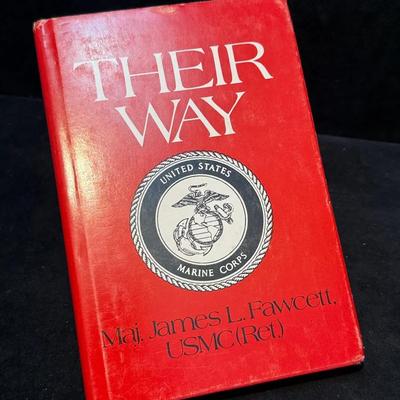 THEIR
WAY
UNITED STATES
MARINE CORPS
Maj. James L. Fawcett,
USMC (Ret)